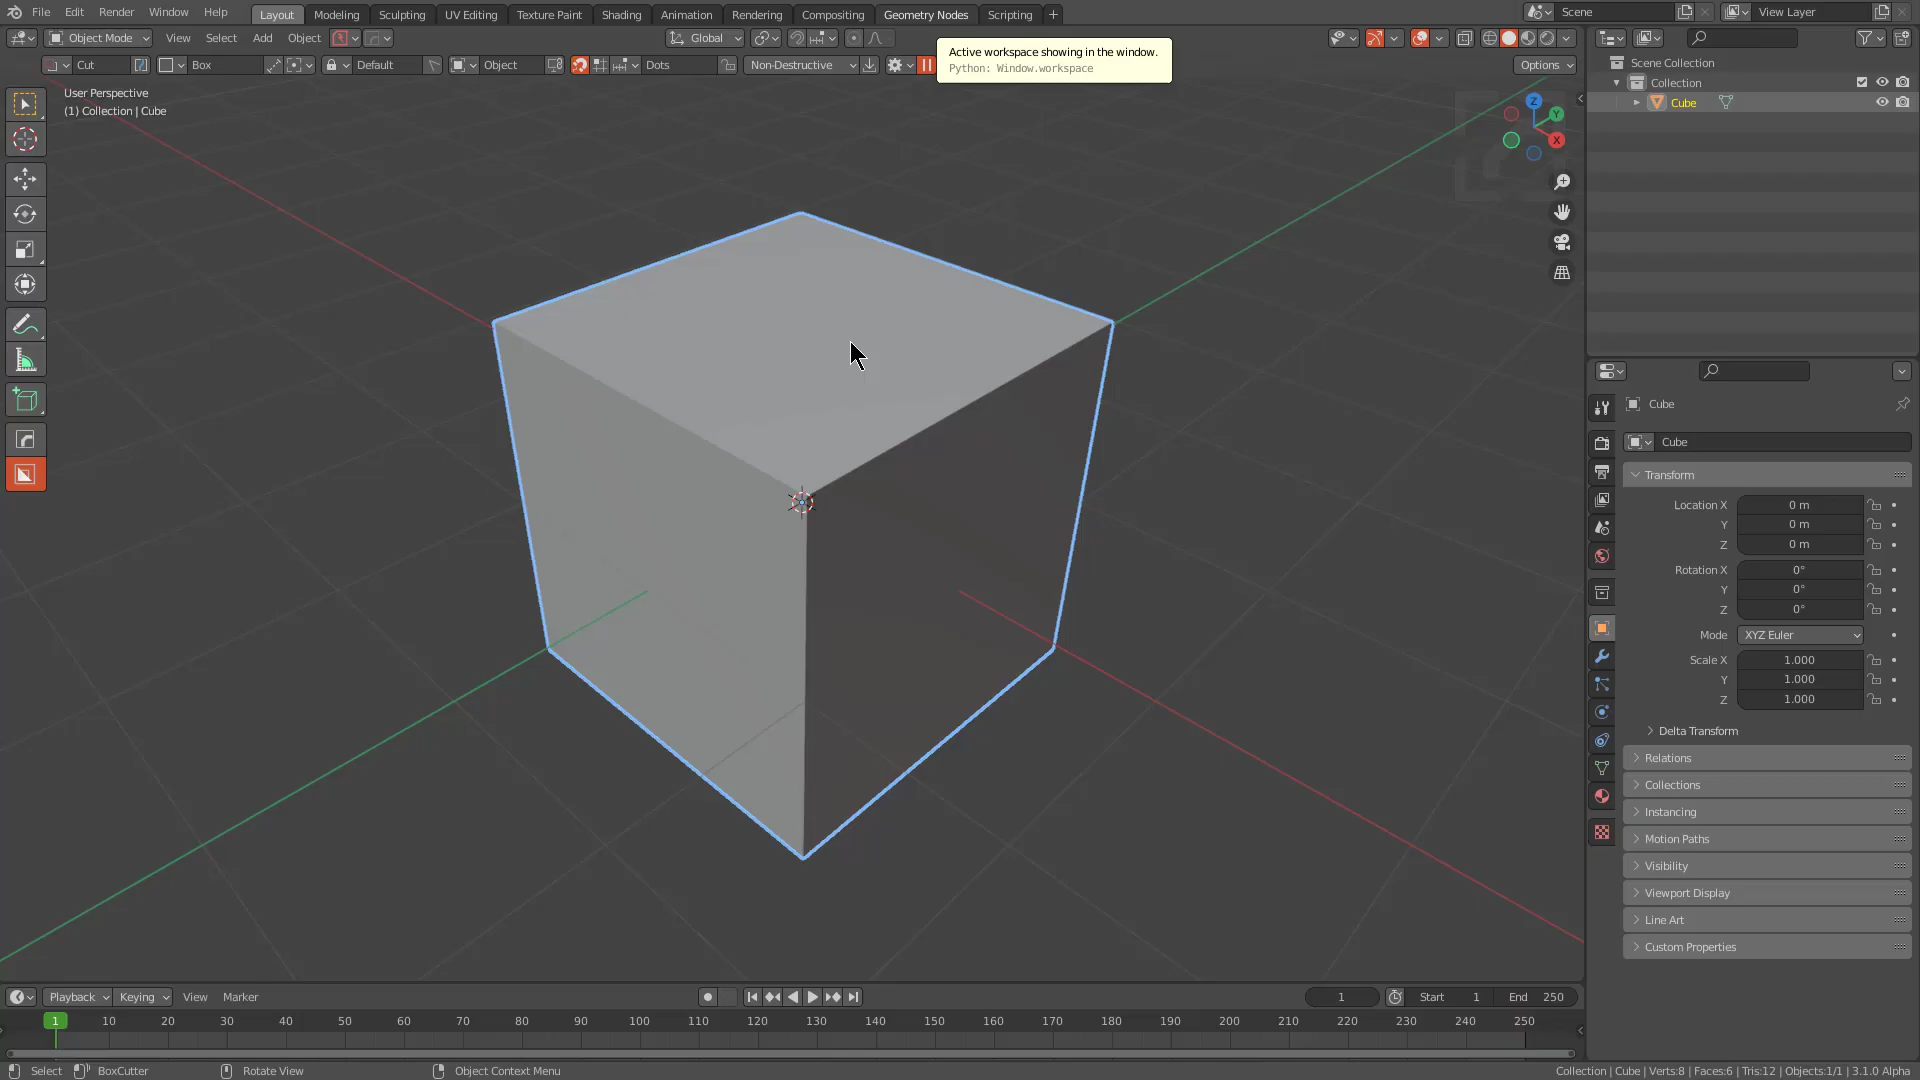 File Edit Render Window Help Layout Modeling Sculpting UV Editing Texture Paint Shading Animation Rendering Compositing Geometry Nodes Scripting + Scene View Layer
Object Mode View Select Add Object Global
Active workspace showing in the window.
Python: Window.workspace
Cut Box Default Object Dots Non-Destructive Options
User Perspective
(1) Collection | Cube
Z
Y
X
Scene Collection
Collection
Cube
Cube
Cube
Transform
Location X 0 m
Y 0 m
Z 0 m
Rotation X 0°
Y 0°
Z 0°
Mode XYZ Euler
Scale X 1.000
Y 1.000
Z 1.000
Delta Transform
Relations
Collections
Instancing
Motion Paths
Visibility
Viewport Display
Line Art
Custom Properties
Playback Keying View Marker 1 Start 1 End 250
1 10 20 30 40 50 60 70 80 90 100 110 120 130 140 150 160 170 180 190 200 210 220 230 240 250
Select BoxCutter Rotate View Object Context Menu Collection | Cube | Verts:8 | Faces:6 | Tris:12 | Objects:1/1 | 3.1.0 Alpha